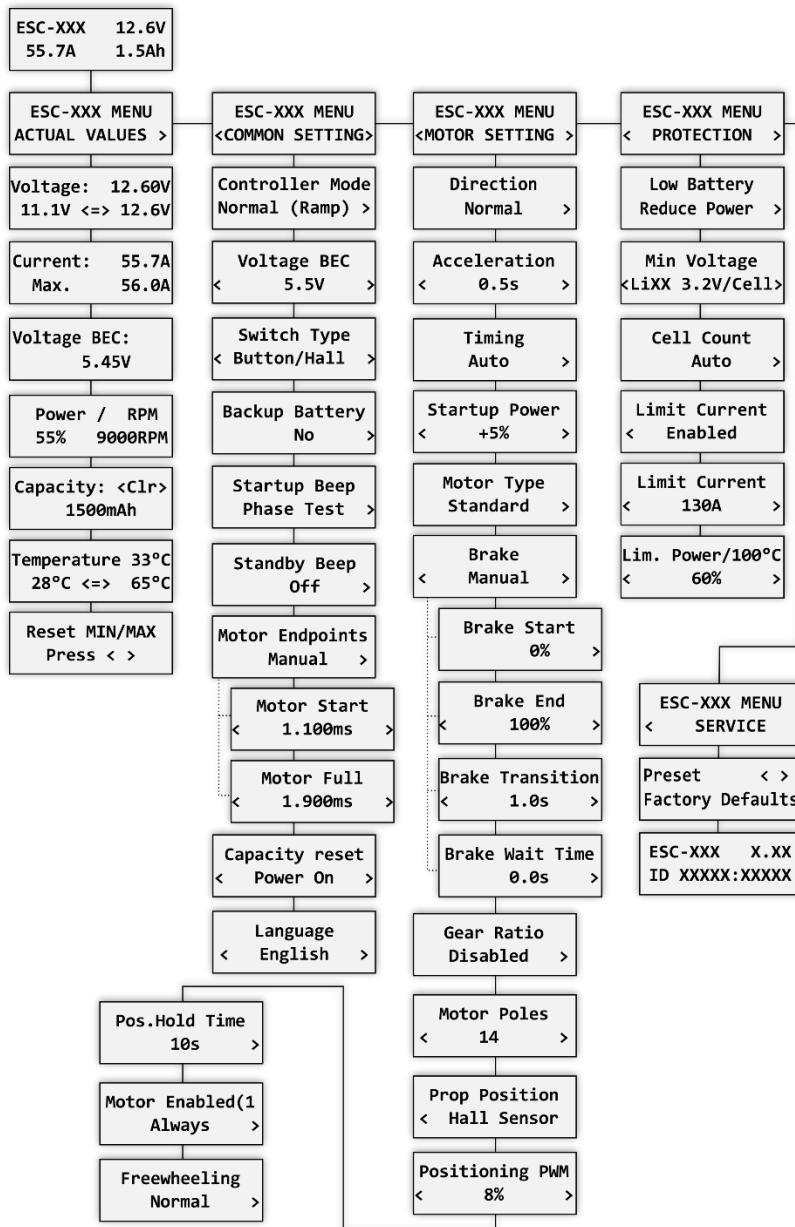 ESC-XXX 12.6V
55.7A 1.5Ah
ESC-XXX MENU
ACTUAL VALUES >
Voltage: 12.60V
11.1V <=> 12.6V
Current: 55.7A
Max. 56.0A
Voltage BEC:
5.45V
Power / RPM
55% 9000RPM
Capacity: <Clr>
1500mAh
Temperature 33°C
28°C <=> 65°C
Reset MIN/MAX
Press < >
ESC-XXX MENU
<COMMON SETTING>
Controller Mode
Normal (Ramp) >
Voltage BEC
< 5.5V >
Switch Type
< Button/Hall >
Backup Battery
No >
Startup Beep
Phase Test >
Standby Beep
Off >
Motor Endpoints
Manual >
Motor Start
< 1.100ms >
Motor Full
< 1.900ms >
Capacity reset
< Power On >
Language
< English >
ESC-XXX MENU
<MOTOR SETTING >
Direction
Normal >
Acceleration
< 0.5s >
Timing
Auto >
Startup Power
< +5% >
Motor Type
Standard >
Brake
< Manual >
Brake Start
0% >
Brake End
< 100% >
Brake Transition
< 1.0s >
Brake Wait Time
0.0s >
Gear Ratio
Disabled >
Motor Poles
< 14 >
Prop Position
< Hall Sensor
Positioning PWM
< 8% >
Pos.Hold Time
10s >
Motor Enabled(1
Always >
Freewheeling
Normal >
ESC-XXX MENU
< PROTECTION >
Low Battery
Reduce Power >
Min Voltage
<LiXX 3.2V/Cell>
Cell Count
Auto >
Limit Current
< Enabled
Limit Current
< 130A >
Lim. Power/100°C
< 60% >
ESC-XXX MENU
< SERVICE
Preset < >
Factory Defaults
ESC-XXX X.XX
ID XXXXX:XXXXX